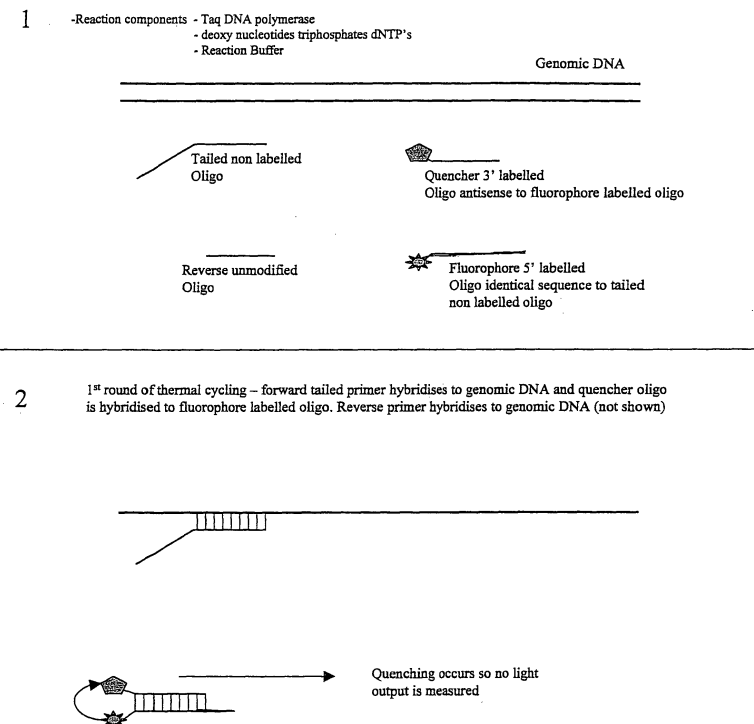 1
-Reaction components - Taq DNA polymerase
- deoxy nucleotides triphosphates dNTP's
- Reaction Buffer
Genomic DNA
Tailed non labelled
Oligo
Quencher 3' labelled
Oligo antisense to fluorophore labelled oligo
Reverse unmodified
Oligo
Fluorophore 5' labelled
Oligo identical sequence to tailed
non labelled oligo
2
1st round of thermal cycling – forward tailed primer hybridises to genomic DNA and quencher oligo
is hybridised to fluorophore labelled oligo. Reverse primer hybridises to genomic DNA (not shown)
Quenching occurs so no light
output is measured